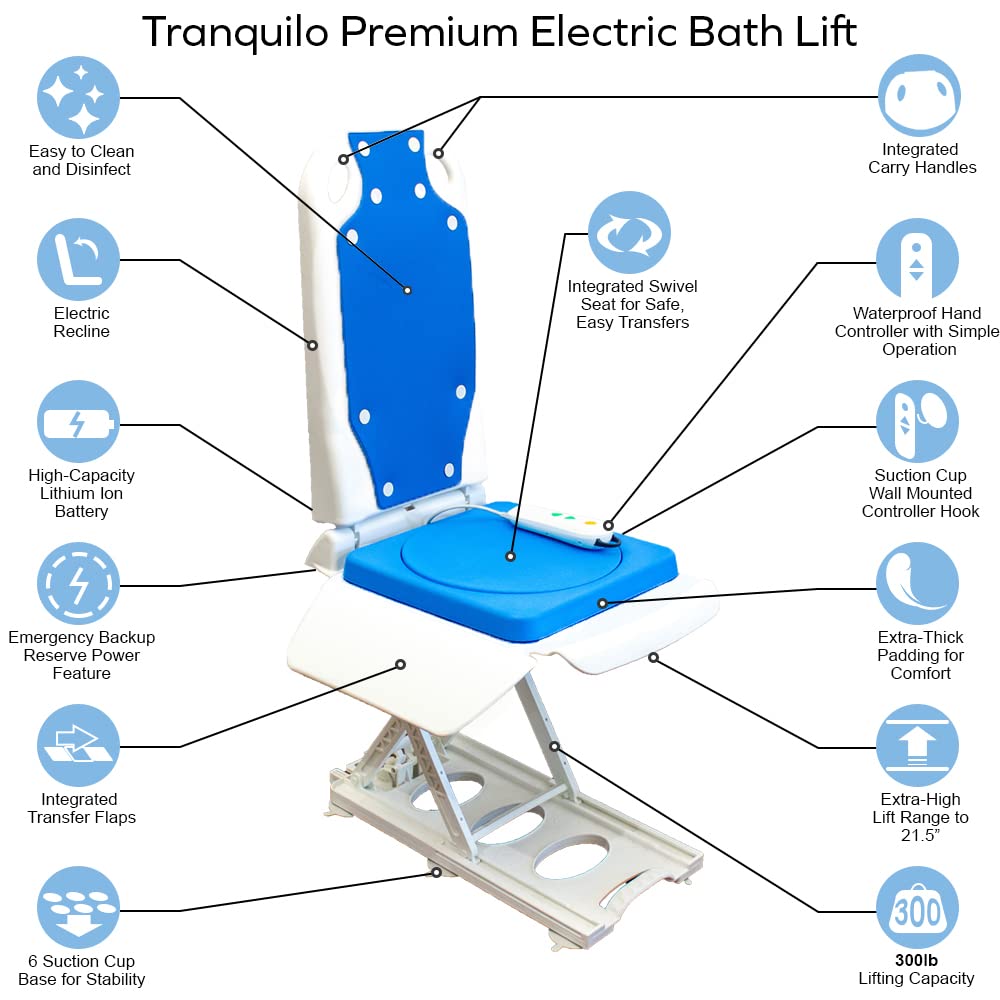 Tranquilo Premium Electric Bath Lift
Easy to Clean
and Disinfect
Electric
Recline
High-Capacity
Lithium Ion
Battery
Emergency Backup
Reserve Power
Feature
Integrated
Transfer Flaps
6 Suction Cup
Base for Stability
Integrated Swivel
Seat for Safe,
Easy Transfers
Integrated
Carry Handles
Waterproof Hand
Controller with Simple
Operation
Suction Cup
Wall Mounted
Controller Hook
Extra-Thick
Padding for
Comfort
Extra-High
Lift Range to
21.5”
300
300lb
Lifting Capacity